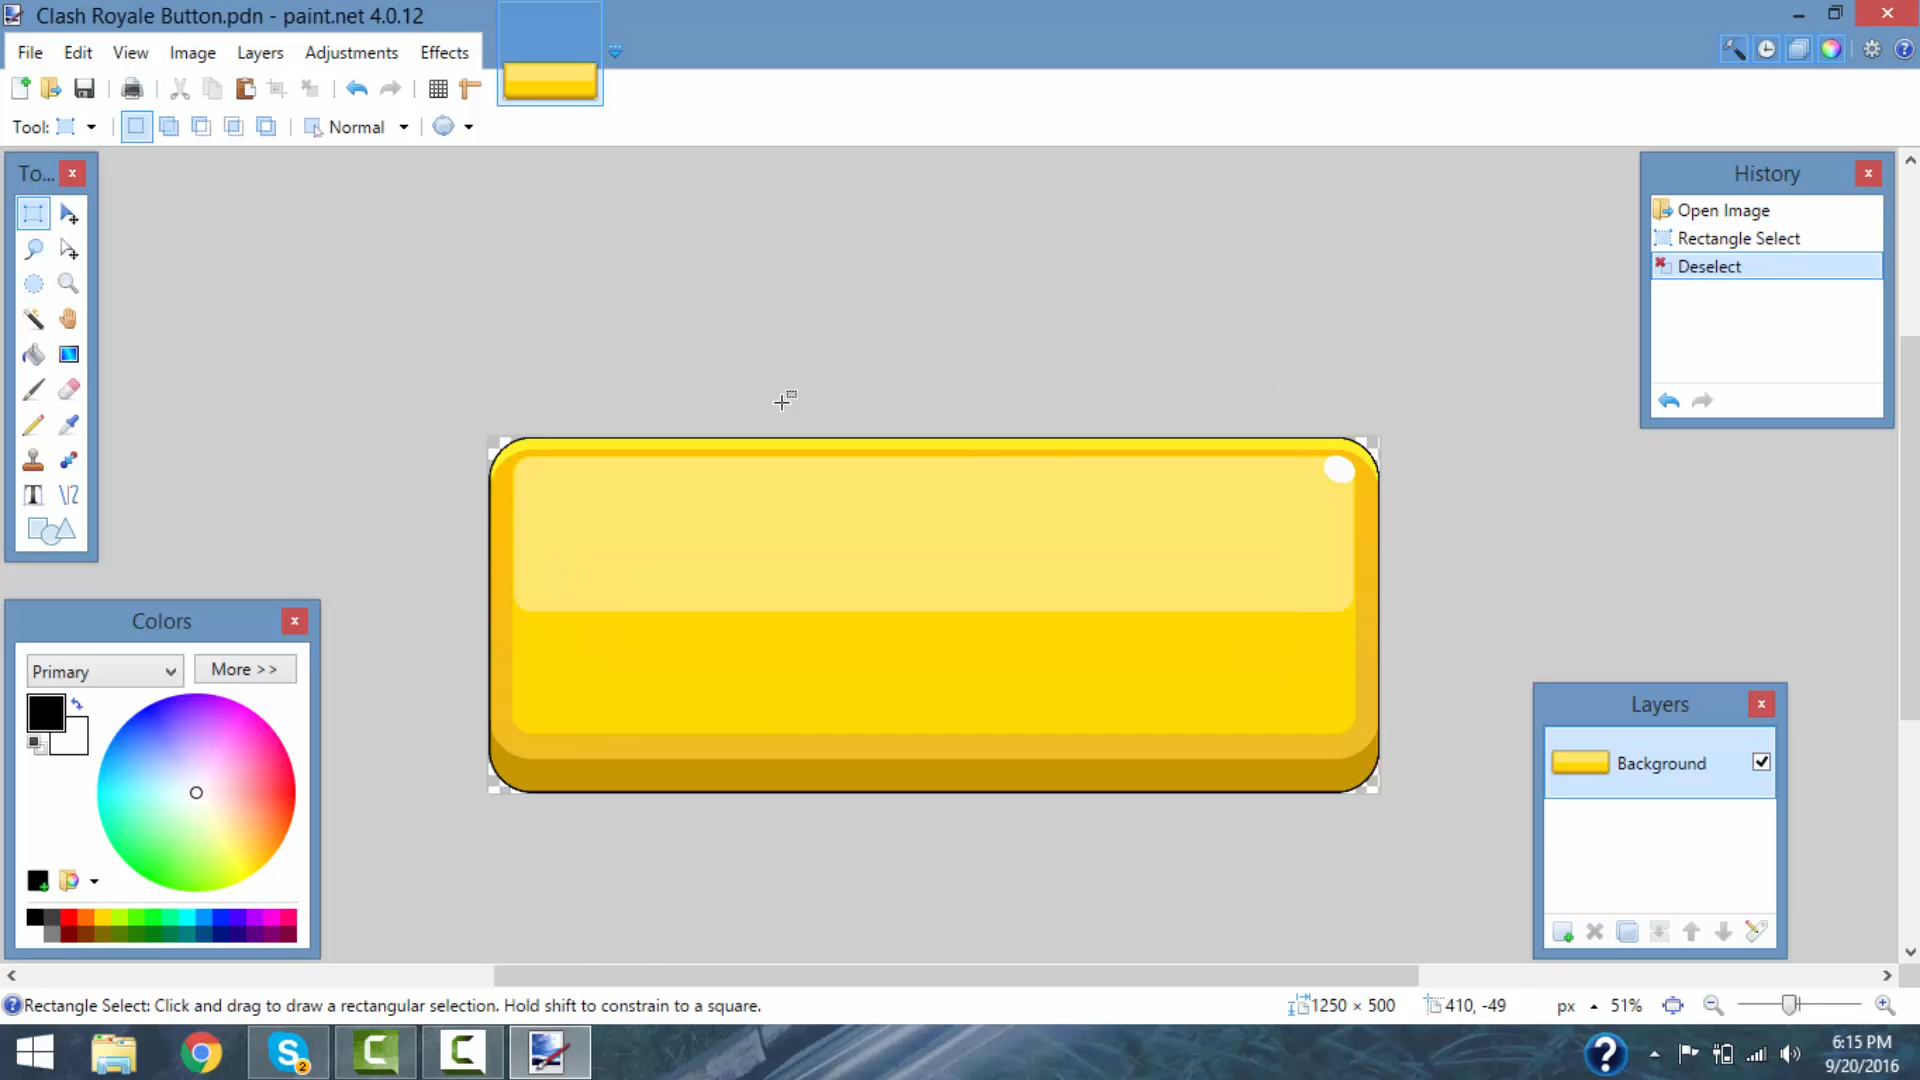 Clash Royale Button.pdn - paint.net 4.0.12
File Edit View Image Layers Adjustments Effects
Tool: Normal
To...
History
Open Image
Rectangle Select
Deselect
Colors
Primary More >>
Layers
Background
Rectangle Select: Click and drag to draw a rectangular selection. Hold shift to constrain to a square.
1250 × 500 410, -49 px 51%
2
6:15 PM
9/20/2016